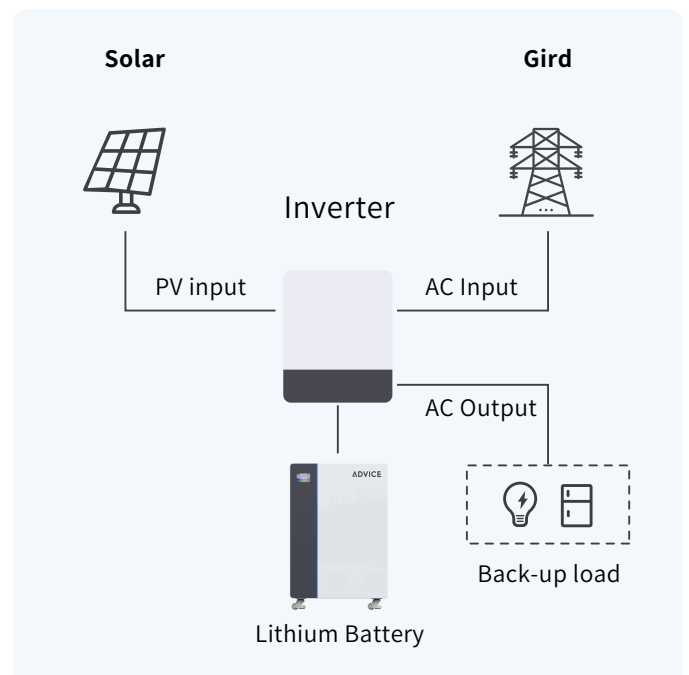 Solar
Gird
Inverter
PV input
AC Input
AC Output
ADVICE
Back-up load
Lithium Battery